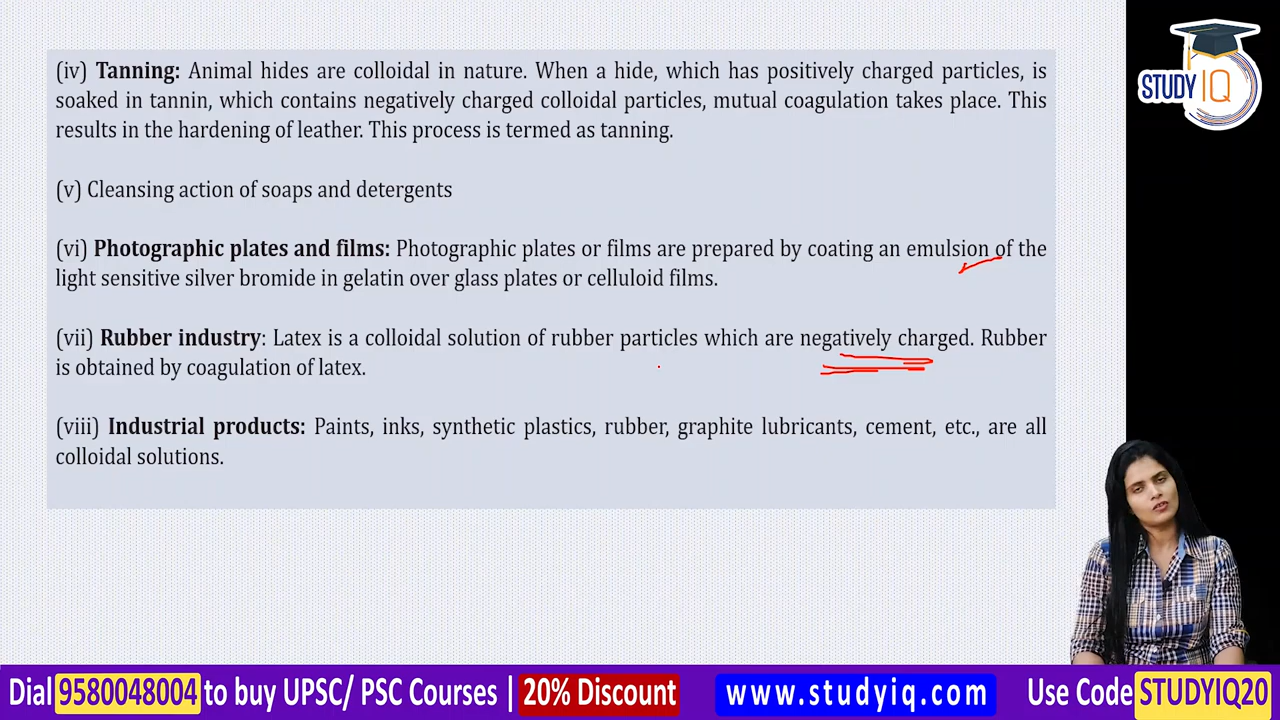 STUDY IQ
(iv) Tanning: Animal hides are colloidal in nature. When a hide, which has positively charged particles, is
soaked in tannin, which contains negatively charged colloidal particles, mutual coagulation takes place. This
results in the hardening of leather. This process is termed as tanning.
(v) Cleansing action of soaps and detergents
(vi) Photographic plates and films: Photographic plates or films are prepared by coating an emulsion of the
light sensitive silver bromide in gelatin over glass plates or celluloid films.
(vii) Rubber industry: Latex is a colloidal solution of rubber particles which are negatively charged. Rubber
is obtained by coagulation of latex.
(viii) Industrial products: Paints, inks, synthetic plastics, rubber, graphite lubricants, cement, etc., are all
colloidal solutions.
Dial 9580048004 to buy UPSC/ PSC Courses | 20% Discount www.studyiq.com Use Code STUDYIQ20